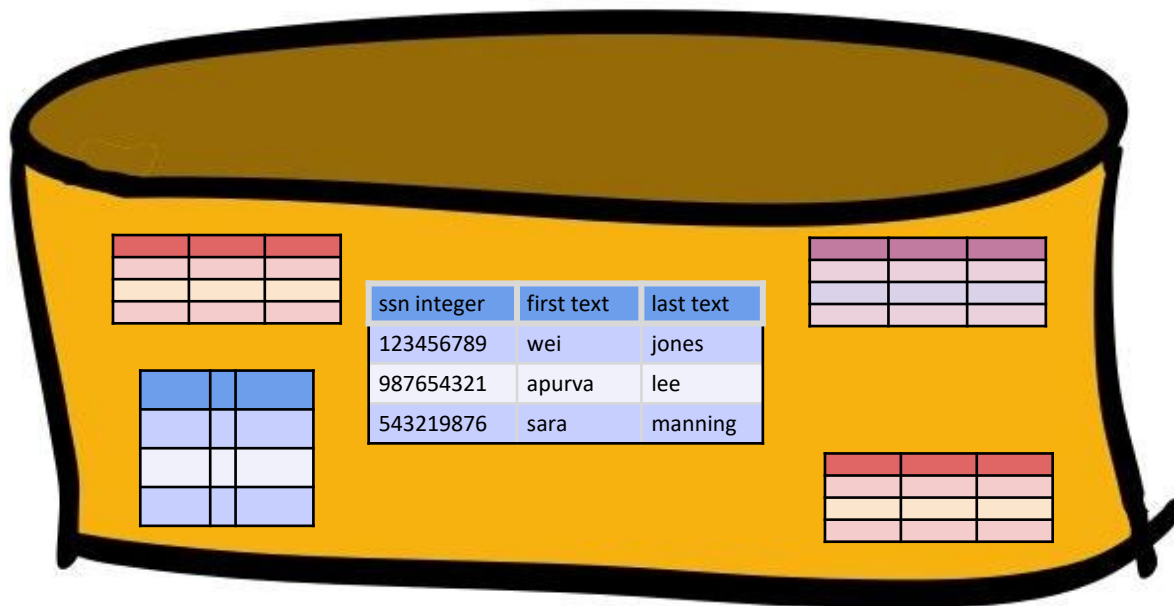 ssn integer first text last text
123456789 wei jones
987654321 apurva lee
543219876 sara manning